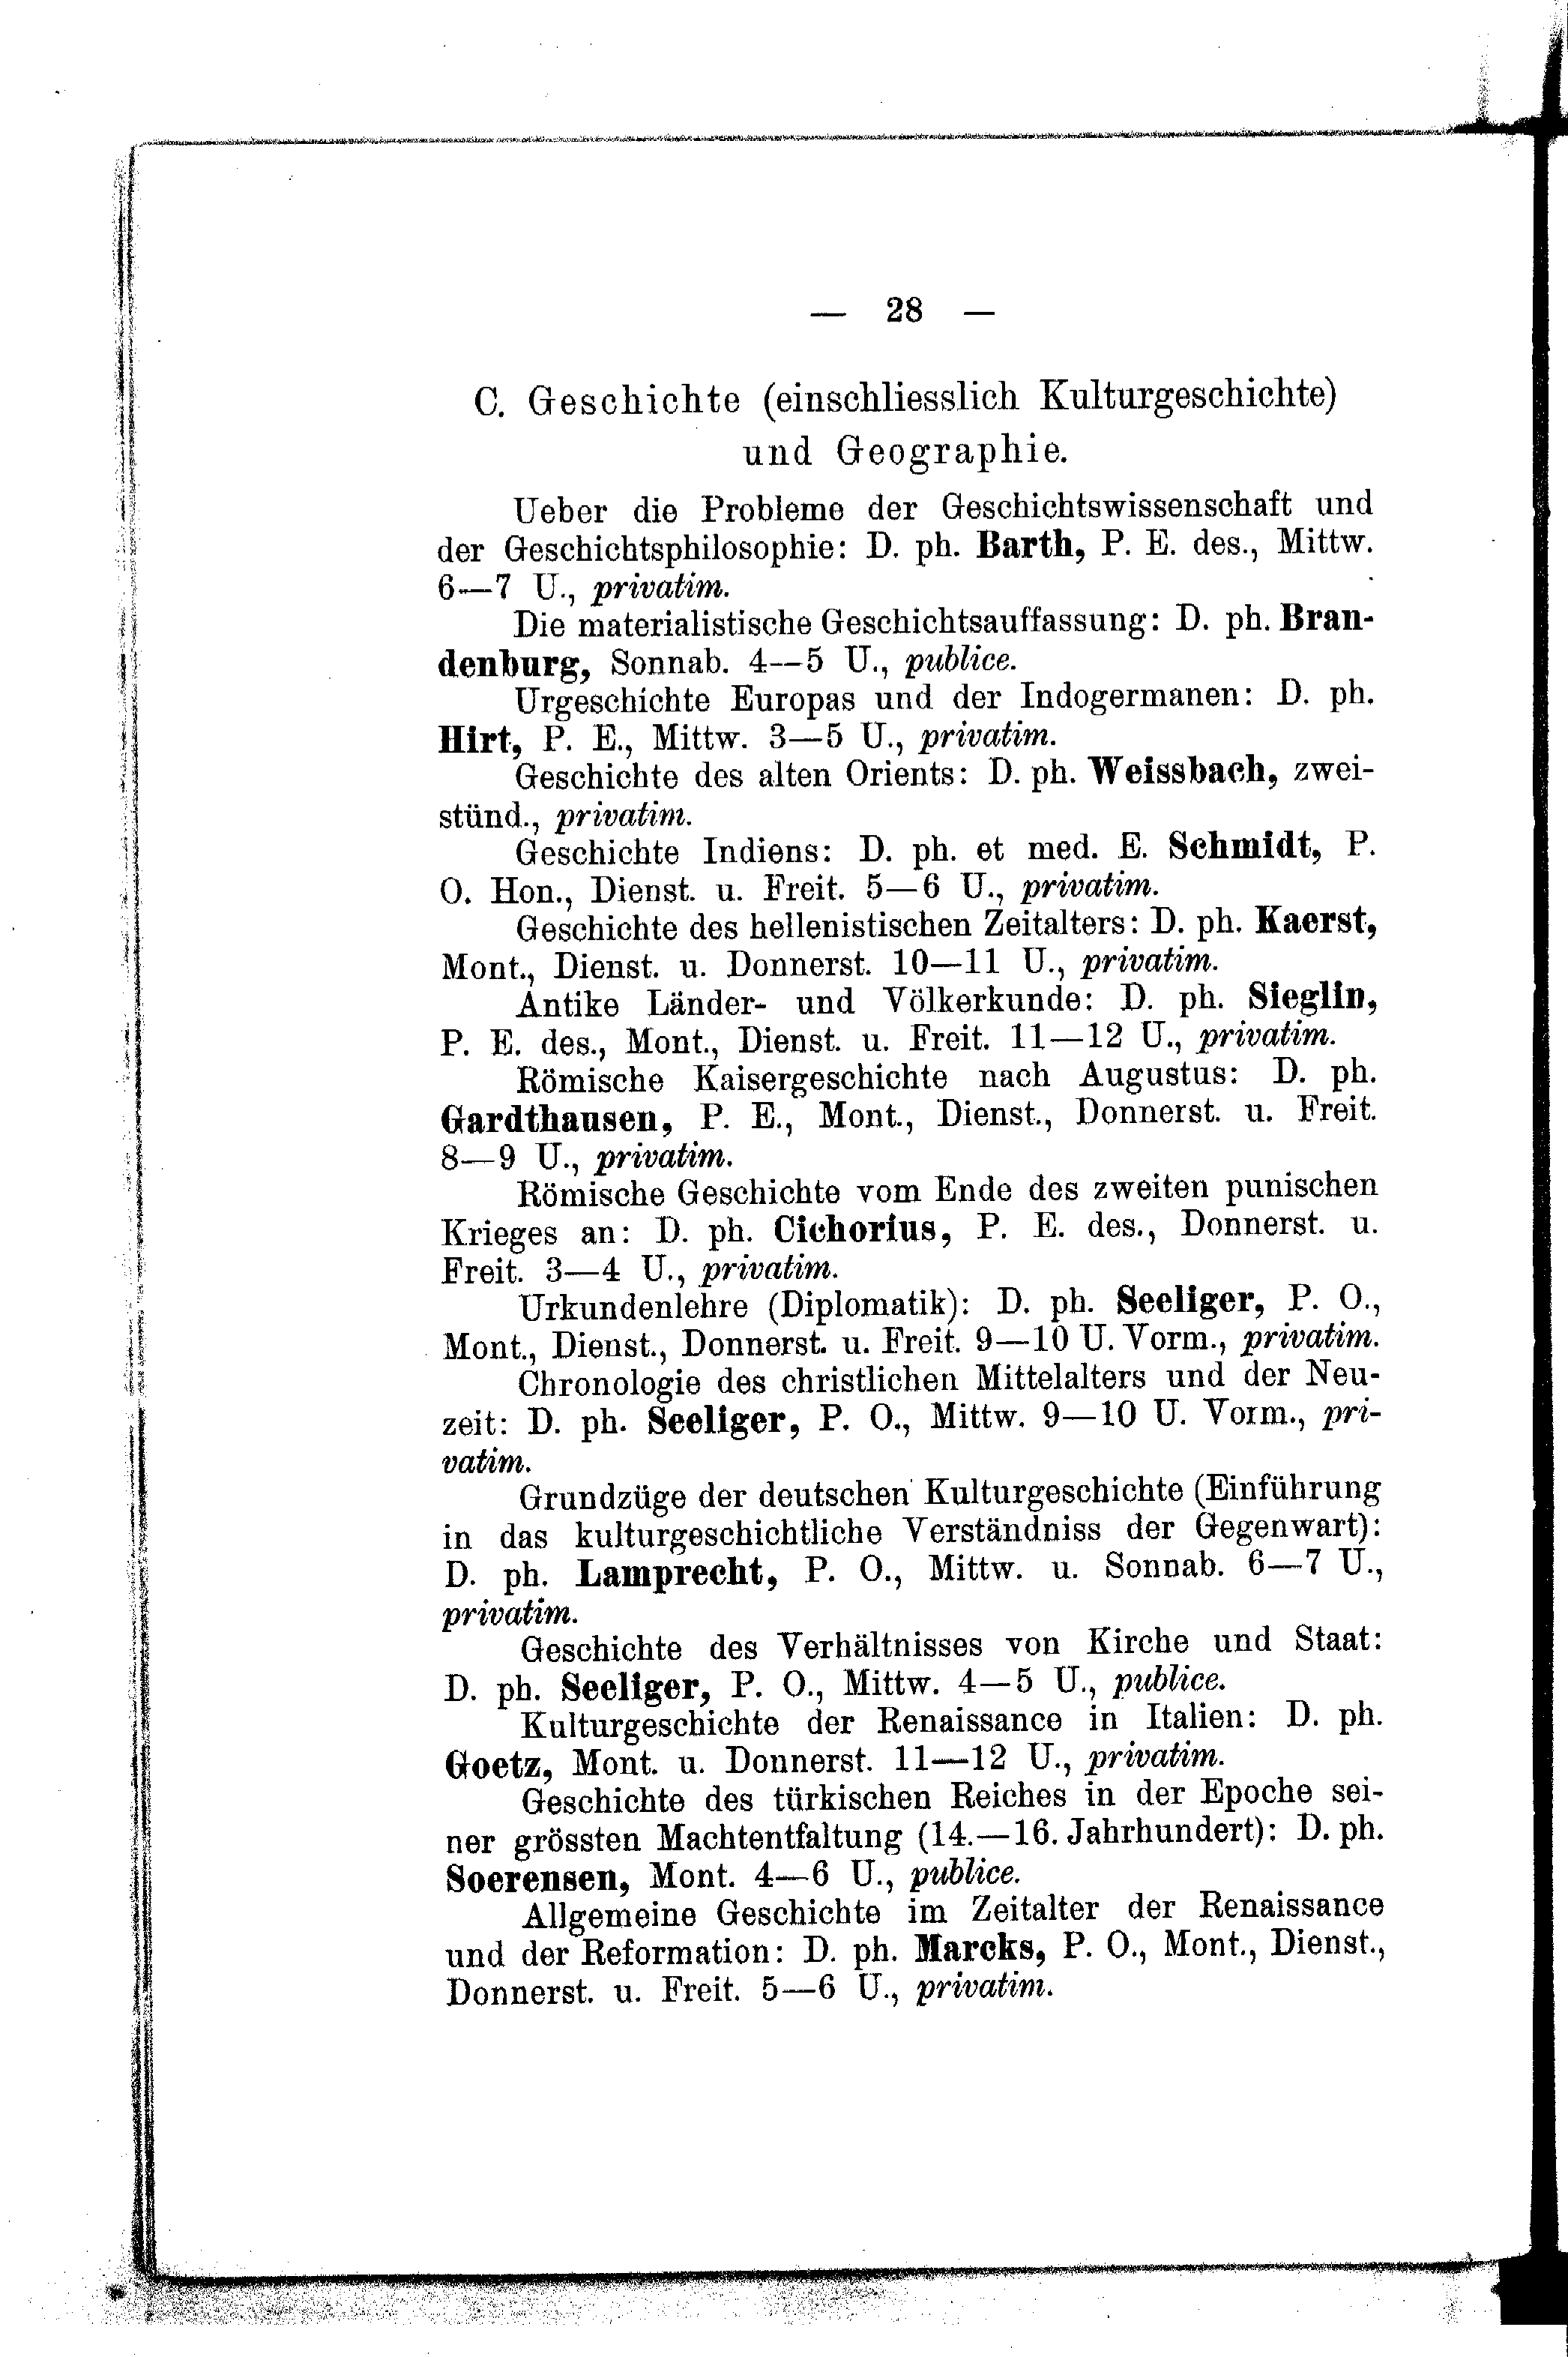 — 28 —
C. Geschichte (einschliesslich Kulturgeschichte)
und Geographie.
Ueber die Probleme der Geschichtswissenschaft und
der Geschichtsphilosophie: D. ph. Barth, P. E. des., Mittw.
6—7 U., privatim.
Die materialistische Geschichtsauffassung: D. ph. Bran-
denburg, Sonnab. 4—5 U., publice.
Urgeschichte Europas und der Indogermanen: D. ph.
Hirt, P. E., Mittw. 3—5 U., privatim.
Geschichte des alten Orients: D. ph. Weissbach, zwei-
stünd., privatim.
Geschichte Indiens: D. ph. et med. E. Schmidt, P.
O. Hon., Dienst. u. Freit. 5—6 U., privatim.
Geschichte des hellenistischen Zeitalters: D. ph. Kaerst,
Mont., Dienst. u. Donnerst. 10—11 U., privatim.
Antike Länder- und Völkerkunde: D. ph. Sieglin,
P. E. des., Mont., Dienst. u. Freit. 11—12 U., privatim.
Römische Kaisergeschichte nach Augustus: D. ph.
Gardthausen, P. E., Mont., Dienst., Donnerst. u. Freit.
8—9 U., privatim.
Römische Geschichte vom Ende des zweiten punischen
Krieges an: D. ph. Cichorius, P. E. des., Donnerst. u.
Freit. 3—4 U., privatim.
Urkundenlehre (Diplomatik): D. ph. Seeliger, P. O.,
Mont., Dienst., Donnerst. u. Freit. 9—10 U. Vorm., privatim.
Chronologie des christlichen Mittelalters und der Neu-
zeit: D. ph. Seeliger, P. O., Mittw. 9—10 U. Vorm., pri-
vatim.
Grundzüge der deutschen Kulturgeschichte (Einführung
in das kulturgeschichtliche Verständniss der Gegenwart):
D. ph. Lamprecht, P. O., Mittw. u. Sonnab. 6—7 U.,
privatim.
Geschichte des Verhältnisses von Kirche und Staat:
D. ph. Seeliger, P. O., Mittw. 4—5 U., publice.
Kulturgeschichte der Renaissance in Italien: D. ph.
Goetz, Mont. u. Donnerst. 11—12 U., privatim.
Geschichte des türkischen Reiches in der Epoche sei-
ner grössten Machtentfaltung (14.—16. Jahrhundert): D. ph.
Soerensen, Mont. 4—6 U., publice.
Allgemeine Geschichte im Zeitalter der Renaissance
und der Reformation: D. ph. Marcks, P. O., Mont., Dienst.,
Donnerst. u. Freit. 5—6 U., privatim.